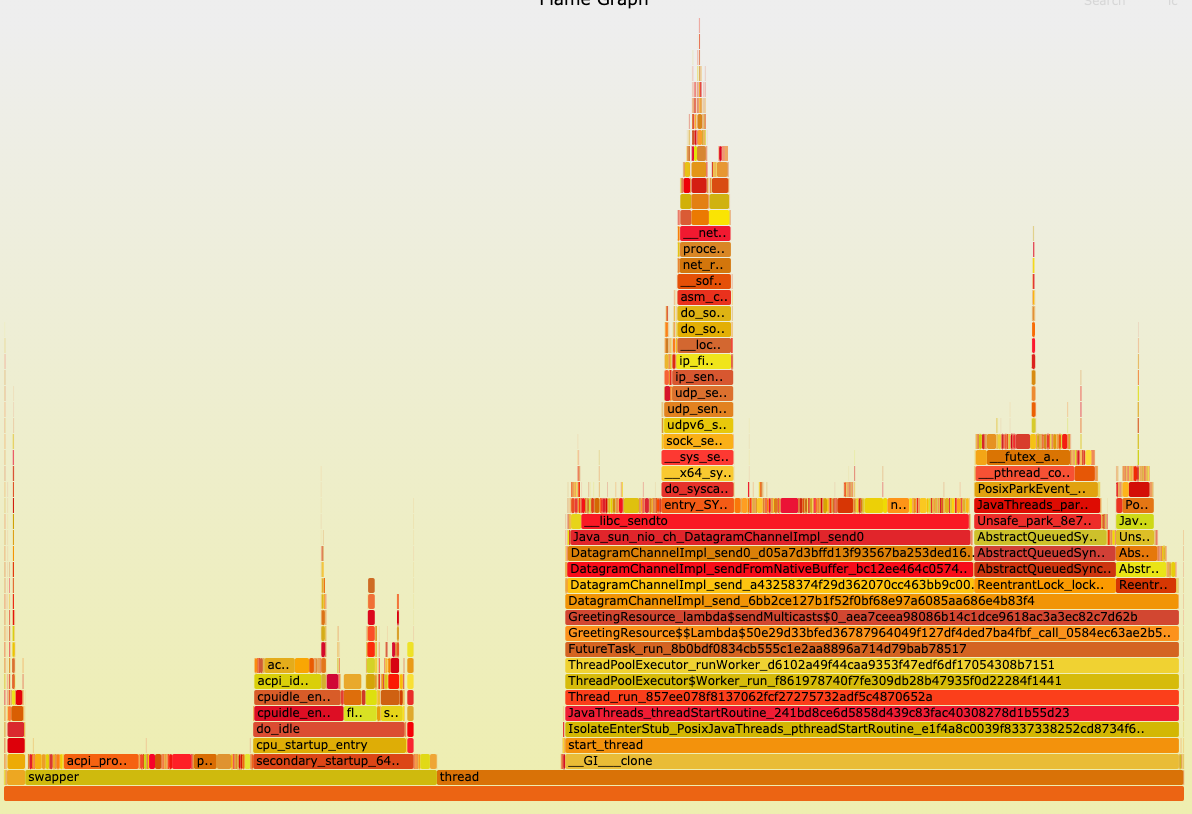 Flame Graph
Search ic
__net..
proce..
net_r..
__sof..
asm_c..
do_so..
do_so..
__loc..
ip_fi..
ip_sen..
udp_se..
udp_sen..
udpv6_s..
sock_se..
__sys_se.. __futex_a..
__x64_sy.. __pthread_co..
do_sysca.. PosixParkEvent_..
entry_SY.. n.. JavaThreads_par.. Po..
__libc_sendto Unsafe_park_8e7.. Jav..
Java_sun_nio_ch_DatagramChannelImpl_send0 AbstractQueuedSy.. Uns..
DatagramChannelImpl_send0_d05a7d3bffd13f93567ba253ded16.. AbstractQueuedSyn.. Abs..
DatagramChannelImpl_sendFromNativeBuffer_bc12ee464c0574.. AbstractQueuedSync.. Abstr..
DatagramChannelImpl_send_a43258374f29d362070cc463bb9c00.. ReentrantLock_lock.. Reentr..
DatagramChannelImpl_send_6bb2ce127b1f52f0bf68e97a6085aa686e4b83f4
GreetingResource_lambda$sendMulticasts$0_aea7ceea98086b14c1dce9618ac3a3ec82c7d62b
GreetingResource$$Lambda$50e29d33bfed36787964049f127df4ded7ba4fbf_call_0584ec63ae2b5..
FutureTask_run_8b0bdf0834cb555c1e2aa8896a714d79bab78517
ac.. ThreadPoolExecutor_runWorker_d6102a49f44caa9353f47edf6df17054308b7151
acpi_id.. ThreadPoolExecutor$Worker_run_f861978740f7fe309db28b47935f0d22284f1441
cpuidle_en.. Thread_run_857ee078f8137062fcf27275732adf5c4870652a
cpuidle_en.. fl.. s.. JavaThreads_threadStartRoutine_241bd8ce6d5858d439c83fac40308278d1b55d23
do_idle IsolateEnterStub_PosixJavaThreads_pthreadStartRoutine_e1f4a8c0039f8337338252cd8734f6..
cpu_startup_entry start_thread
acpi_pro.. p.. secondary_startup_64.. __GI___clone
swapper thread